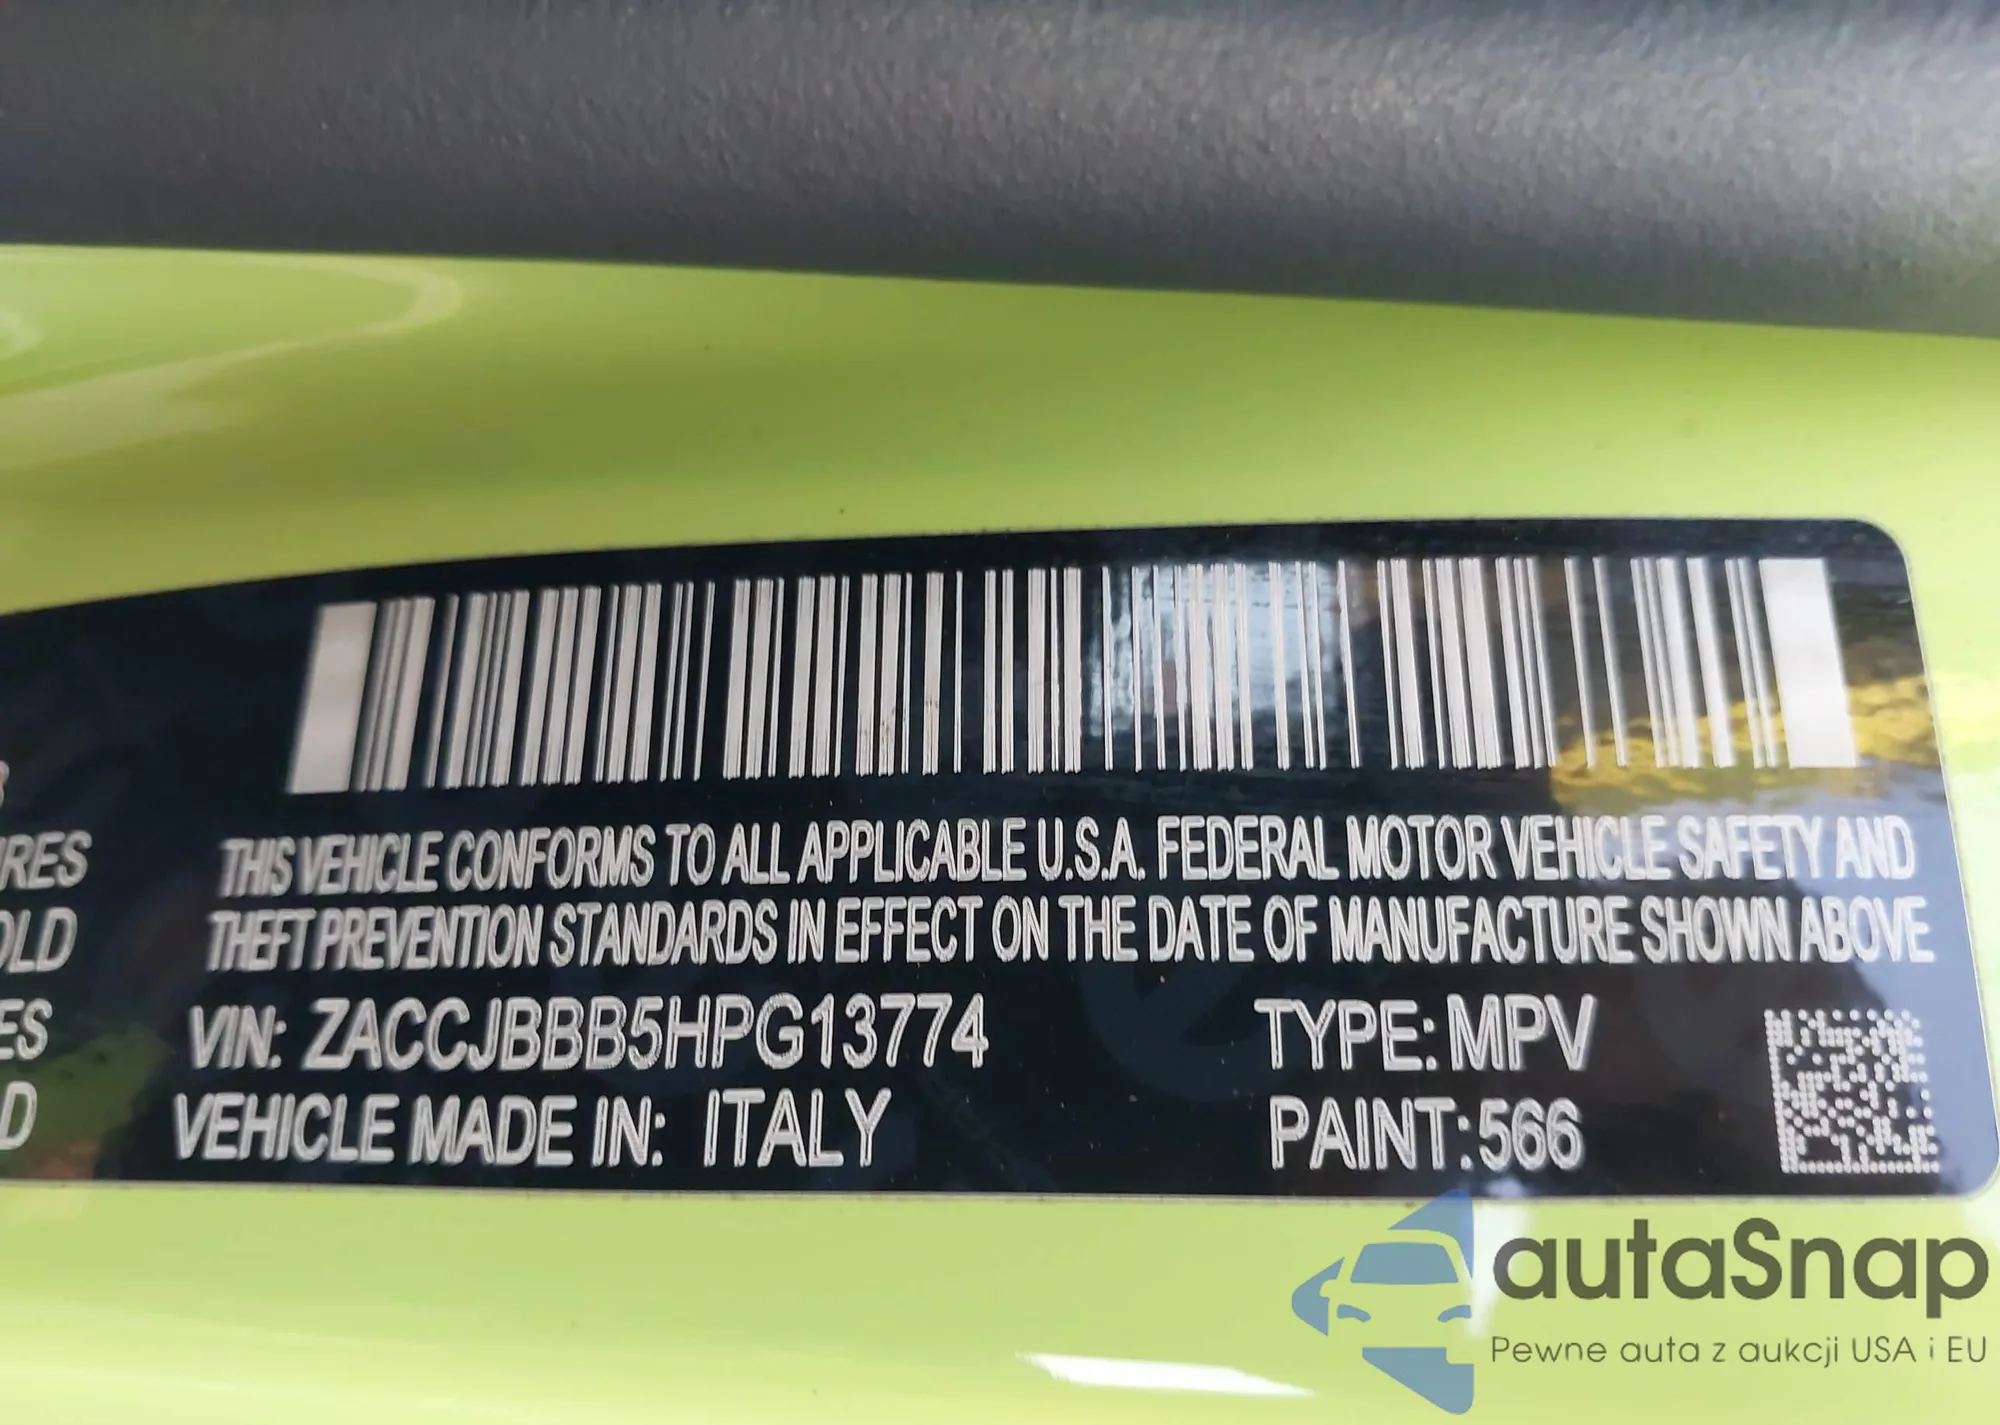 THIS VEHICLE CONFORMS TO ALL APPLICABLE U.S.A. FEDERAL MOTOR VEHICLE SAFETY AND
THEFT PREVENTION STANDARDS IN EFFECT ON THE DATE OF MANUFACTURE SHOWN ABOVE
VIN: ZACCJBBB5HPG13774 TYPE: MPV
VEHICLE MADE IN: ITALY PAINT: 566
autaSnap
Pewne auta z aukcji USA i EU